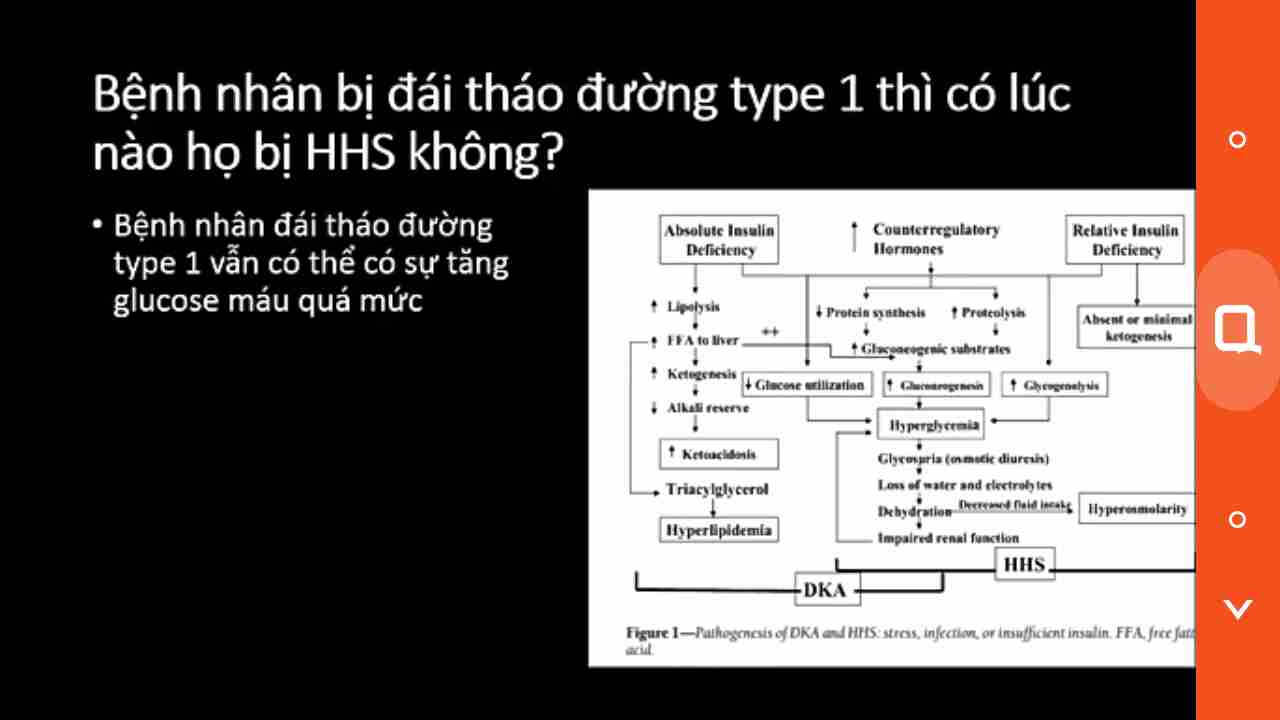 Bệnh nhân bị đái tháo đường type 1 thì có lúc
nào họ bị HHS không?
• Bệnh nhân đái tháo đường
type 1 vẫn có thể có sự tăng
glucose máu quá mức
Absolute Insulin
Deficiency
↑ Counterregulatory
Hormones
Relative Insulin
Deficiency
↑ Lipolysis
↓ Protein synthesis
↑ Proteolysis
Absent or minimal
ketogenesis
↑ FFA to liver
++
↑ Gluconeogenic substrates
↑ Ketogenesis
↓ Glucose utilization
↑ Gluconeogenesis
↑ Glycogenolysis
↓ Alkali reserve
Hyperglycemia
↑ Ketoacidosis
Glycosuria (osmotic diuresis)
Loss of water and electrolytes
Triacylglycerol
Decreased fluid intake
Dehydration
Hyperosmolarity
Hyperlipidemia
Impaired renal function
HHS
DKA
Figure 1—Pathogenesis of DKA and HHS: stress, infection, or insufficient insulin. FFA, free fatt
acid.